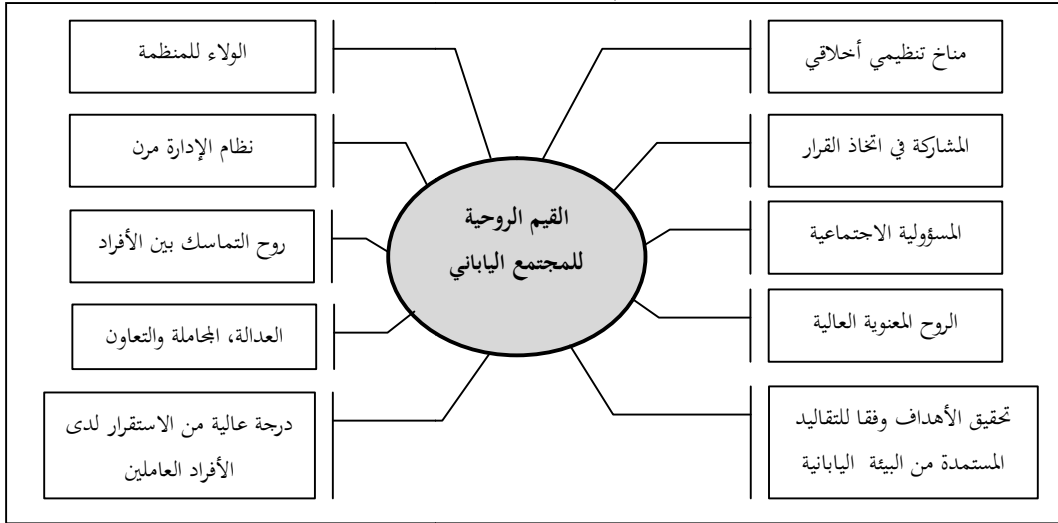 مناخ تنظيمي أخلاقي
الولاء للمنظمة
المشاركة في اتخاذ القرار
نظام الإدارة مرن
القيم الروحية
للمجتمع الياباني
المسؤولية الاجتماعية
روح التماسك بين الأفراد
الروح المعنوية العالية
العدالة، المجاملة والتعاون
تحقيق الأهداف وفقا للتقاليد
المستمدة من البيئة اليابانية
درجة عالية من الاستقرار لدى
الأفراد العاملين